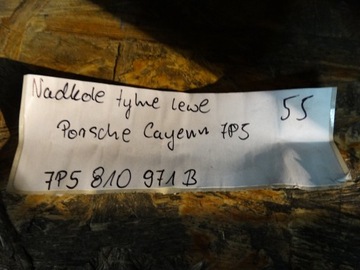 Nadkole tylne lewe 55
Porsche Cayenn 7P5
7P5 810 971 B